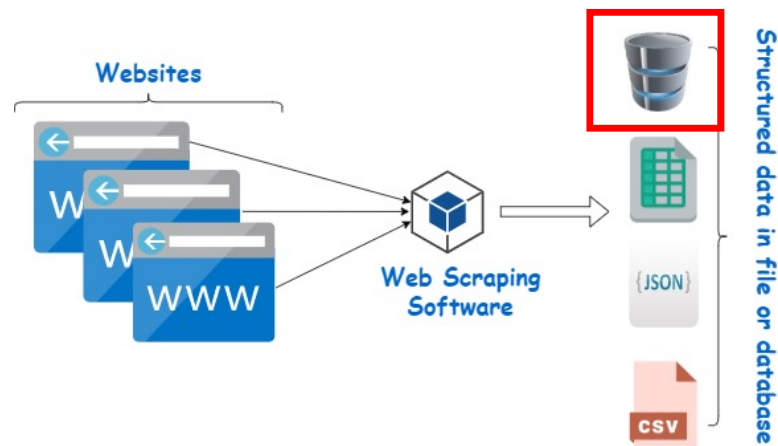 Websites
W
W
WWW
Web Scraping
Software
{JSON}
CSV
Structured data in file or database